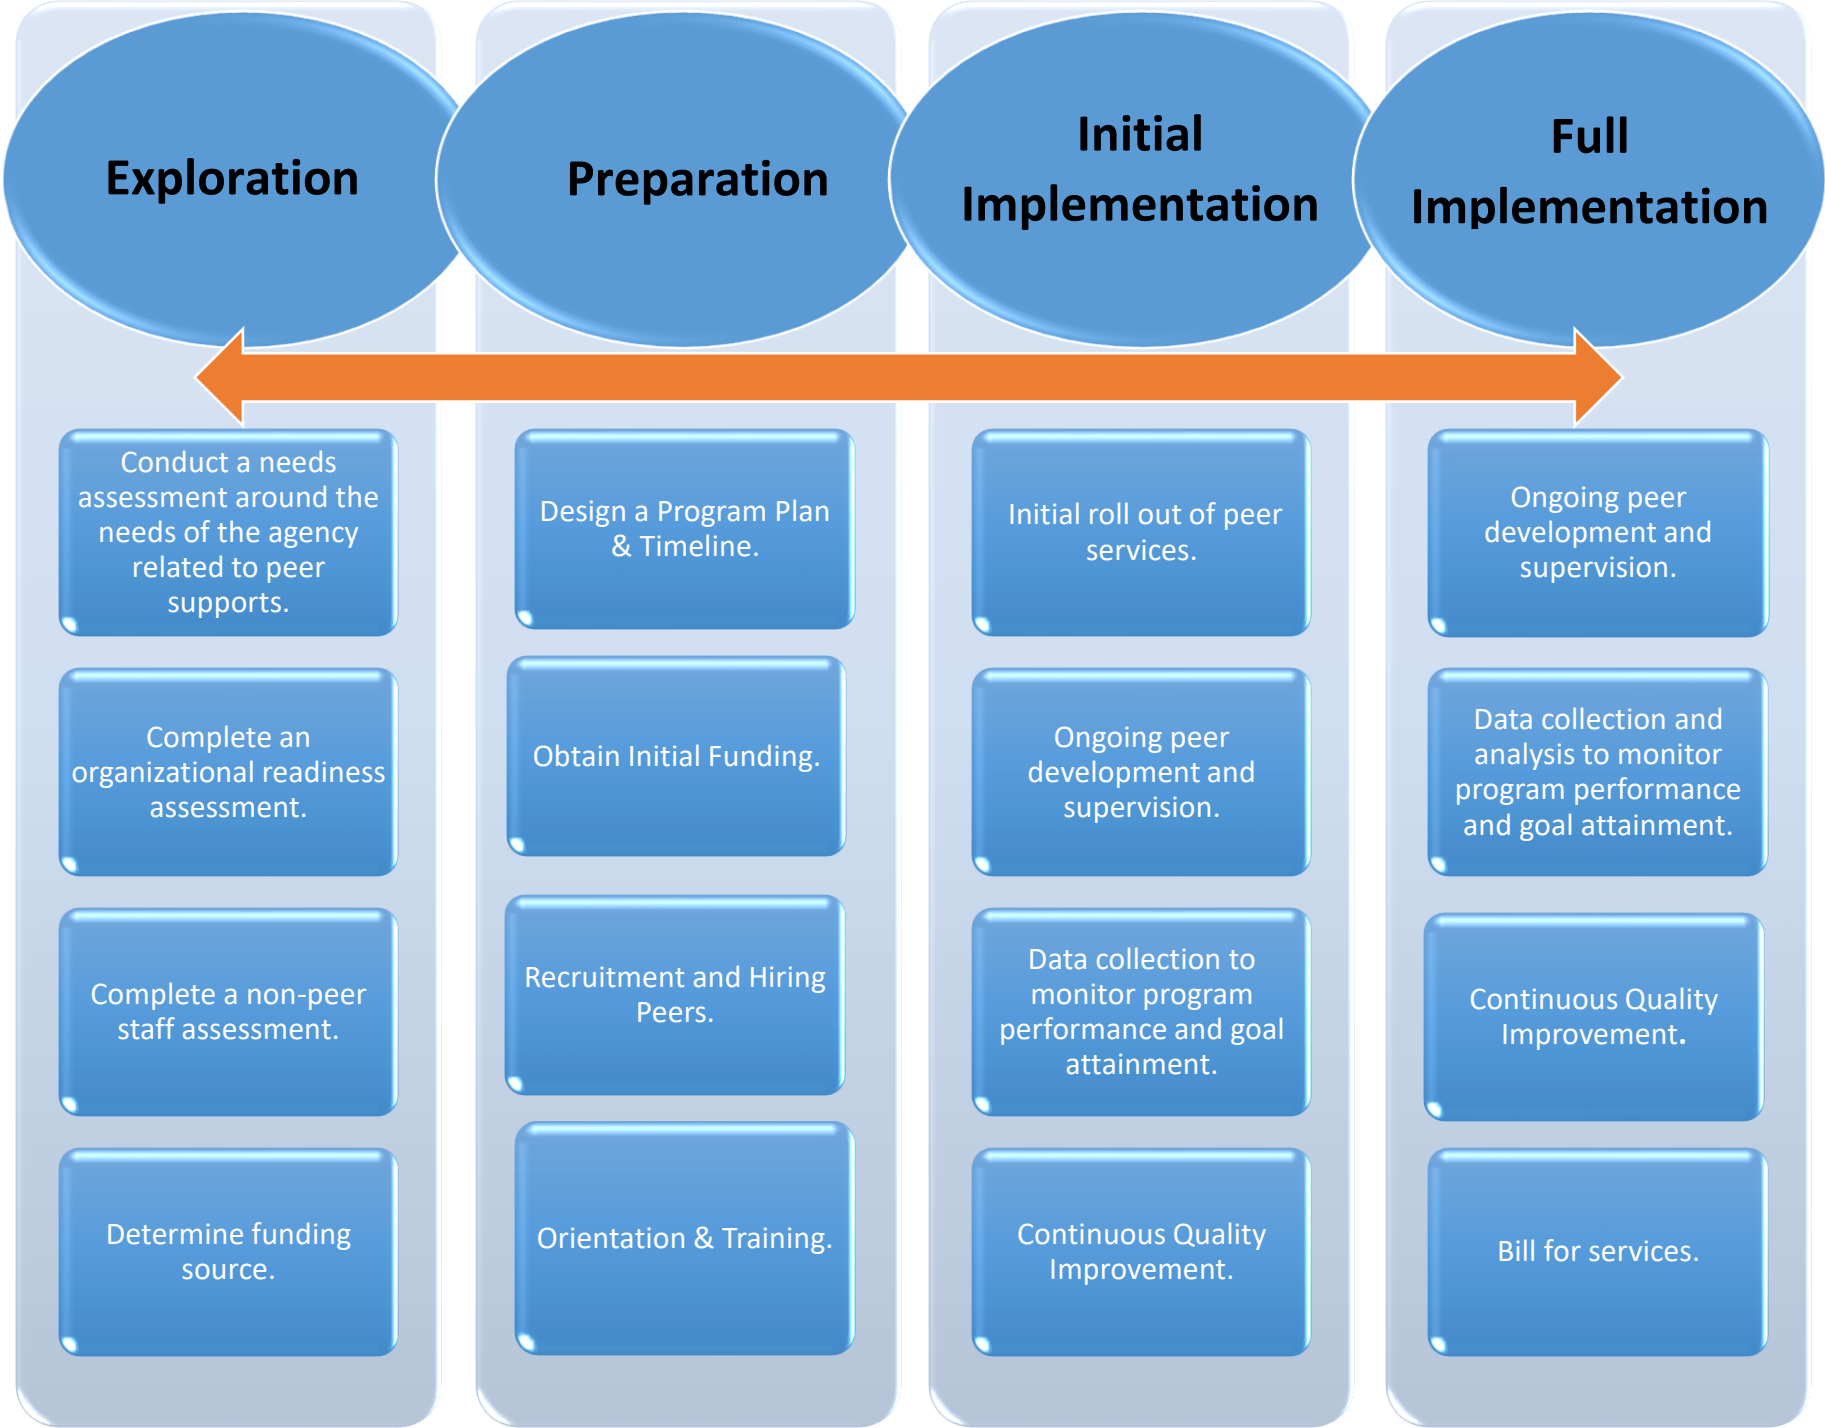 Exploration
Preparation
Initial
Implementation
Full
Implementation
Conduct a needs
assessment around the
needs of the agency
related to peer
supports.
Complete an
organizational readiness
assessment.
Complete a non-peer
staff assessment.
Determine funding
source.
Design a Program Plan
& Timeline.
Obtain Initial Funding.
Recruitment and Hiring
Peers.
Orientation & Training.
Initial roll out of peer
services.
Ongoing peer
development and
supervision.
Data collection to
monitor program
performance and goal
attainment.
Continuous Quality
Improvement.
Ongoing peer
development and
supervision.
Data collection and
analysis to monitor
program performance
and goal attainment.
Continuous Quality
Improvement.
Bill for services.